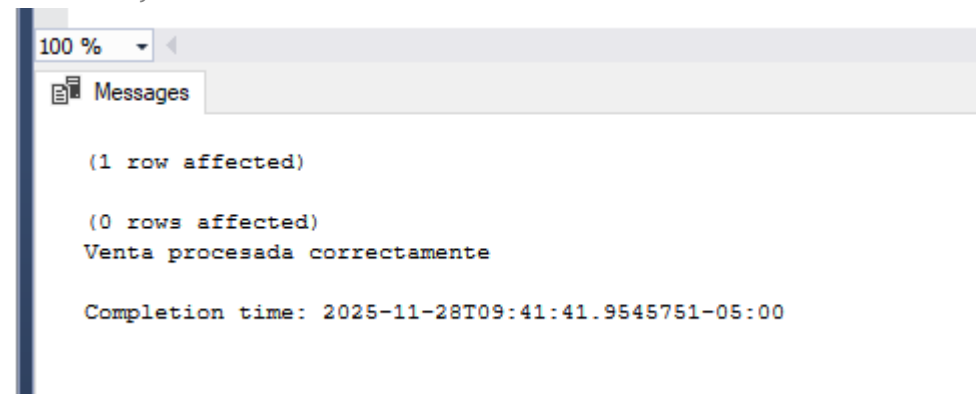 100 %
Messages
(1 row affected)
(0 rows affected)
Venta procesada correctamente
Completion time: 2025-11-28T09:41:41.9545751-05:00